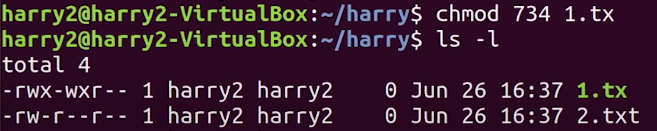 harry2@harry2-VirtualBox:~/harry$ chmod 734 1.tx
harry2@harry2-VirtualBox:~/harry$ ls -l
total 4
-rwx-wxr-- 1 harry2 harry2    0 Jun 26 16:37 1.tx
-rw-r--r-- 1 harry2 harry2    0 Jun 26 16:37 2.txt